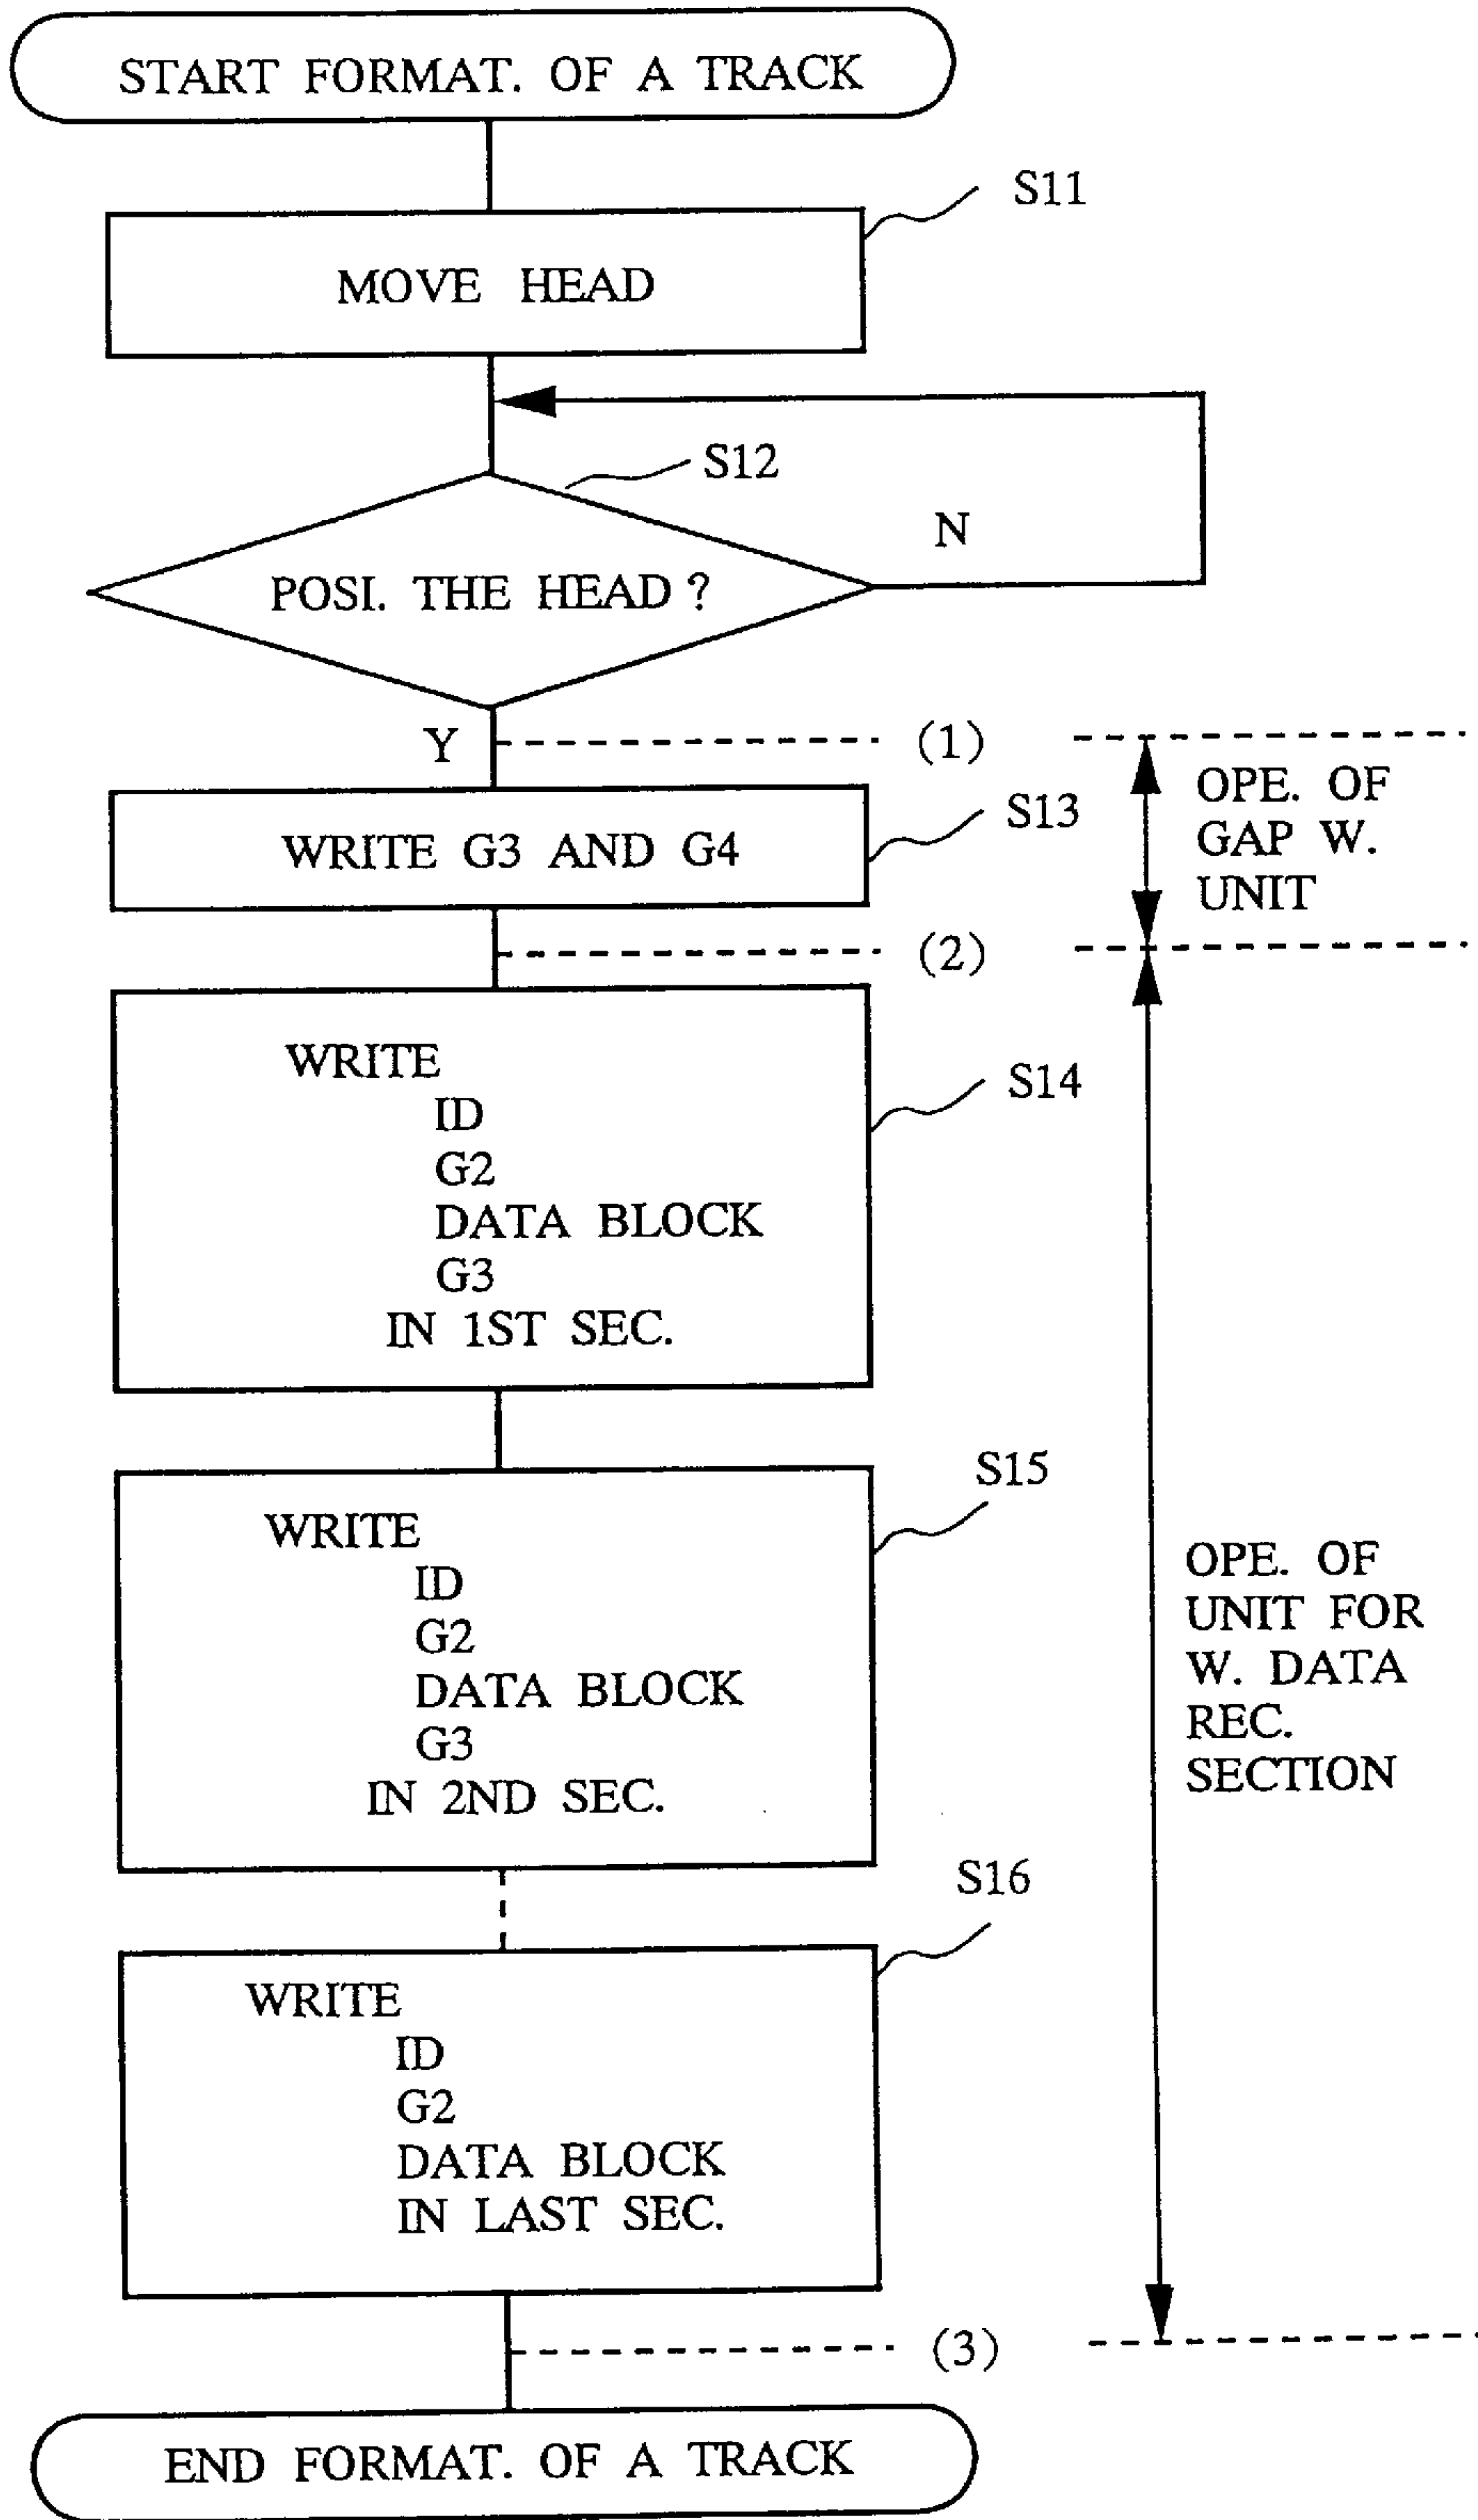 START FORMAT. OF A TRACK
S11
MOVE HEAD
S12
N
POSI. THE HEAD ?
Y
(1)
OPE. OF
GAP W.
UNIT
S13
WRITE G3 AND G4
(2)
S14
WRITE
ID
G2
DATA BLOCK
G3
IN 1ST SEC.
S15
WRITE
ID
G2
DATA BLOCK
G3
IN 2ND SEC.
OPE. OF
UNIT FOR
W. DATA
REC.
SECTION
S16
WRITE
ID
G2
DATA BLOCK
IN LAST SEC.
(3)
END FORMAT. OF A TRACK